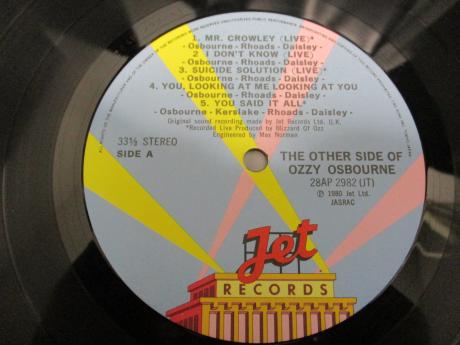 1. MR. CROWLEY (LIVE)*
Osbourne-Rhoads-Daisley-
2. I DON'T KNOW (LIVE)
-Osbourne-Rhoads-Daisley-
3. SUICIDE SOLUTION (LIVE)*
-Osbourne-Rhoads-Daisley-
4. YOU, LOOKING AT ME LOOKING AT YOU
-Osbourne-Rhoads-Daisley-
5. YOU SAID IT ALL*
-Osbourne-Kerslake-Rhoads-Daisley-
Original sound recording made by Jet Records Ltd. U.K.
*Recorded Live Produced by Blizzard Of Ozz
Engineered by Max Norman
33⅓ STEREO
SIDE A
THE OTHER SIDE OF
OZZY OSBOURNE
28AP 2982 (JT)
Ⓟ 1980 Jet Ltd.
JASRAC
Jet
RECORDS